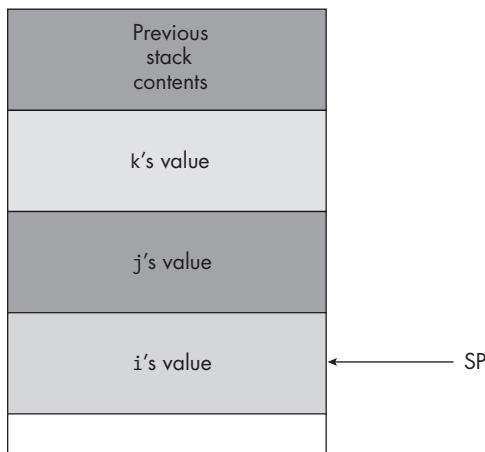 Previous
stack
contents
k’s value
j’s value
i’s value
SP